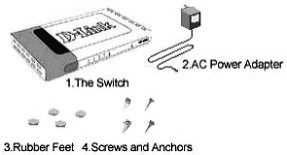 D-Link
1.The Switch
2.AC Power Adapter
3.Rubber Feet 4.Screws and Anchors